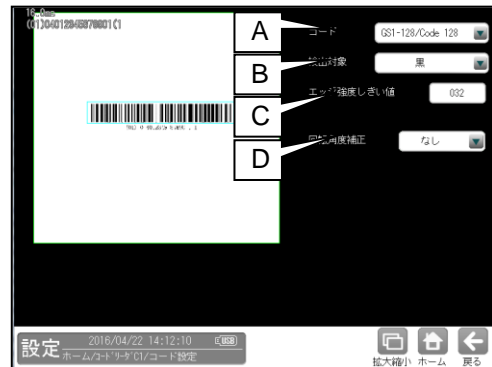 16.0ms
A
コード
GS1-128/Code 128
B
検出対象
黒
C
エッジ強度しきい値
032
D
回転角度補正
なし
設定
2016/04/22 14:12:10
USB
ホーム/コードリーダC1/コード設定
拡大縮小
ホーム
戻る